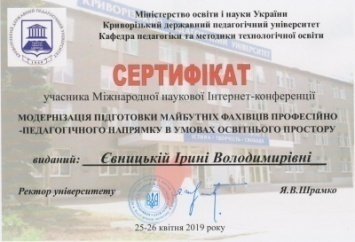 Міністерство освіти і науки України
Криворізький державний педагогічний університет
Кафедра педагогіки та методики технологічної освіти
СЕРТИФІКАТ
учасника Міжнародної наукової Інтернет-конференції
МОДЕРНІЗАЦІЯ ПІДГОТОВКИ МАЙБУТНІХ ФАХІВЦІВ ПРОФЕСІЙНО
-ПЕДАГОГІЧНОГО НАПРЯМКУ В УМОВАХ ОСВІТНЬОГО ПРОСТОРУ
виданий: Євницькій Ірині Володимирівні
Ректор університету Я.В.Шрамко
25-26 квітня 2019 року